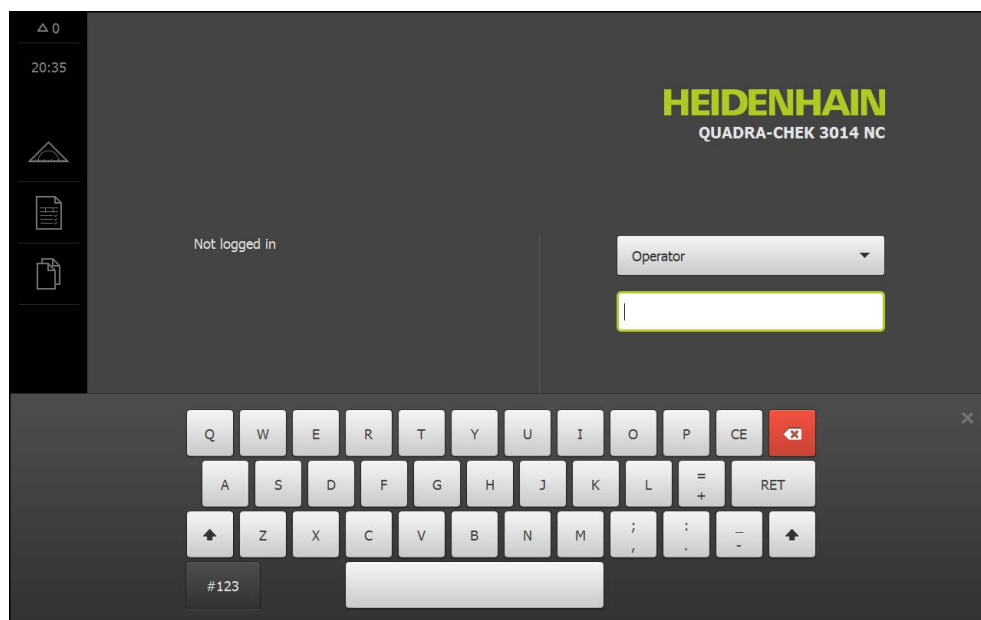 0
20:35
HEIDENHAIN
QUADRA-CHEK 3014 NC
Not logged in
Operator
Q W E R T Y U I O P CE
A S D F G H J K L = + RET
Z X C V B N M ; , : . _ -
#123